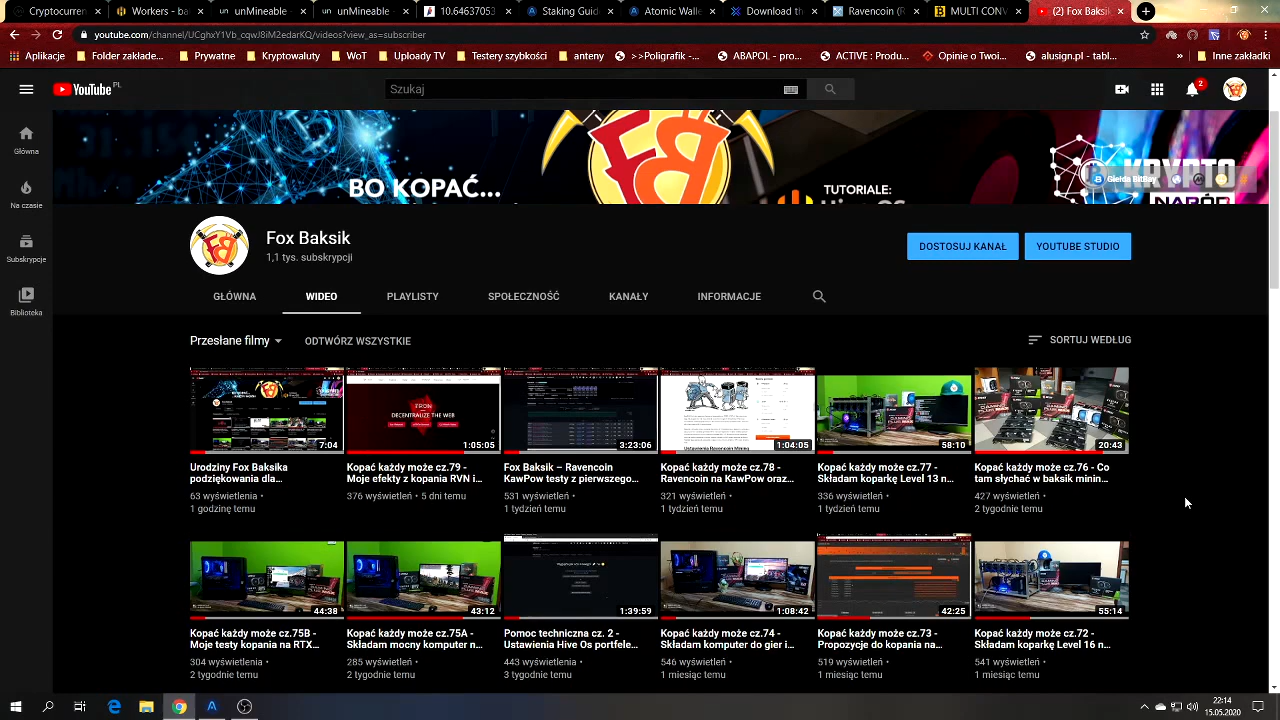 Cryptocurren
Workers - ba
unMineable -
unMineable -
10.64637053
Staking Guid
Atomic Walle
Download th
Ravencoin (R
MULTI CONV
(2) Fox Baksi
youtube.com/channel/UCghxY1Vb_cqwJ8iM2edarKQ/videos?view_as=subscriber
Aplikacje
Folder zakładek...
Prywatne
Kryptowaluty
Uploady TV
Testery szybkości
anteny
>>Poligrafik -...
ABAPOL - pro...
ACTIVE : Produ...
Opinie o Twoi...
alusign.pl - tabl...
»
Inne zakładki
YouTube PL
Szukaj
2
Główna
Na czasie
Subskrypcje
Biblioteka
BO KOPAĆ...
FB
TUTORIALE:
Hive OS
Giełda BitBay
KRYPTO
NARÓD
Fox Baksik
1,1 tys. subskrypcji
DOSTOSUJ KANAŁ
YOUTUBE STUDIO
GŁÓWNA
WIDEO
PLAYLISTY
SPOŁECZNOŚĆ
KANAŁY
INFORMACJE
Przesłane filmy
ODTWÓRZ WSZYSTKIE
SORTUJ WEDŁUG
TRON
DECENTRALIZE THE WEB
7:04
1:05:05
3:23:06
1:04:05
58:10
20:43
Urodziny Fox Baksika
podziękowania dla...
63 wyświetlenia •
1 godzinę temu
Kopać każdy może cz.79 -
Moje efekty z kopania RVN i...
376 wyświetleń • 5 dni temu
Fox Baksik – Ravencoin
KawPow testy z pierwszego...
531 wyświetleń •
1 tydzień temu
Kopać każdy może cz.78 -
Ravencoin na KawPow oraz...
321 wyświetleń •
1 tydzień temu
Kopać każdy może cz.77 -
Składam koparkę Level 13 n...
336 wyświetleń •
1 tydzień temu
Kopać każdy może cz.76 - Co
tam słychać w baksik minin...
427 wyświetleń •
2 tygodnie temu
44:38
43:12
1:39:59
1:08:42
42:25
55:14
Kopać każdy może cz.75B -
Moje testy kopania na RTX...
304 wyświetlenia •
2 tygodnie temu
Kopać każdy może cz.75A -
Składam mocny komputer n...
285 wyświetleń •
2 tygodnie temu
Pomoc techniczna cz. 2 -
Ustawienia Hive Os portfele...
443 wyświetlenia •
3 tygodnie temu
Kopać każdy może cz.74 -
Składam komputer do gier i...
546 wyświetleń •
1 miesiąc temu
Kopać każdy może cz.73 -
Propozycje do kopania na...
519 wyświetleń •
1 miesiąc temu
Kopać każdy może cz.72 -
Składam koparkę Level 16 n...
541 wyświetleń •
1 miesiąc temu
22:14
15.05.2020